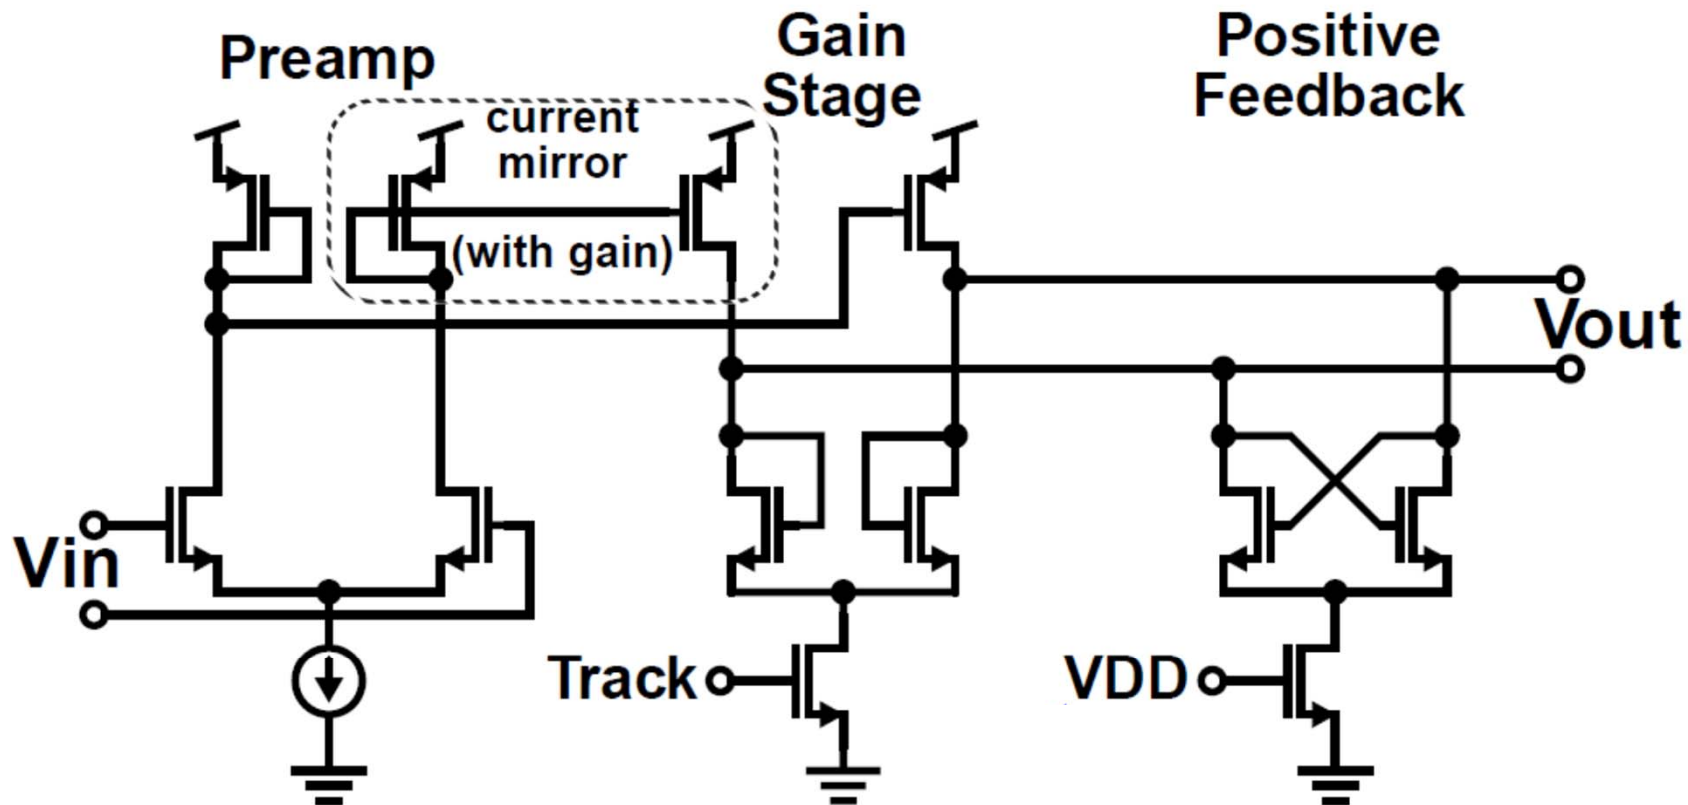 Preamp
Gain
Stage
Positive
Feedback
current
mirror
(with gain)
Vout
Vin
Track
VDD